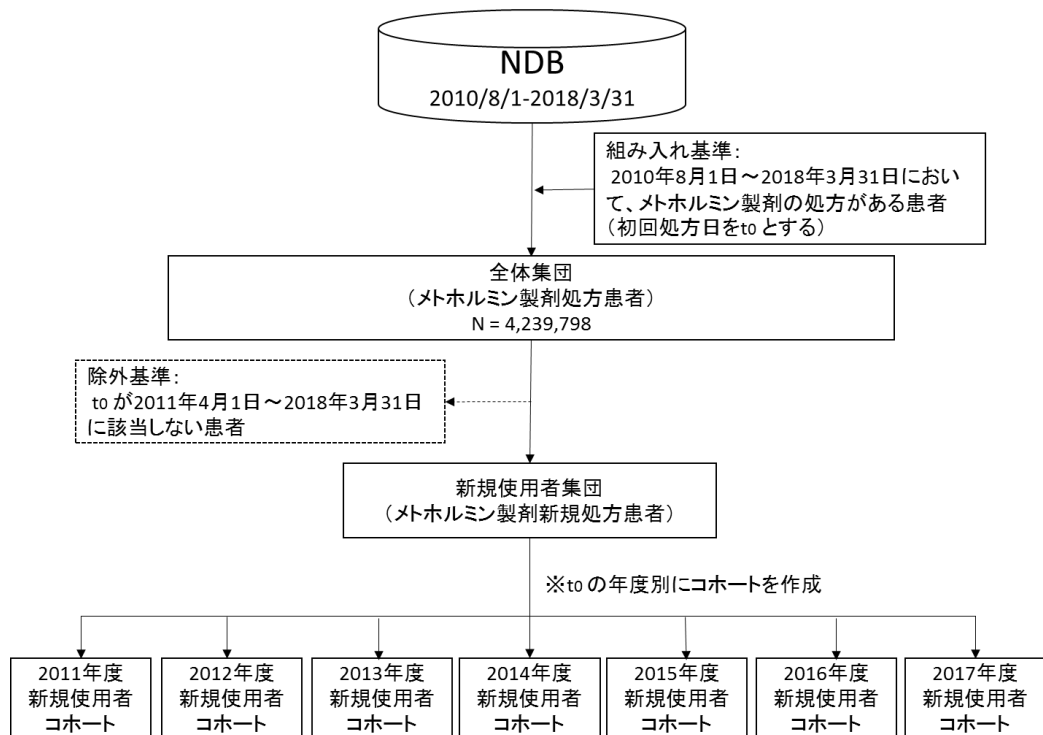 NDB
2010/8/1-2018/3/31
組み入れ基準:
2010年8月1日～2018年3月31日におい
て、メトホルミン製剤の処方がある患者
（初回処方日をt0とする）
全体集団
（メトホルミン製剤処方患者）
N = 4,239,798
除外基準:
t0 が2011年4月1日～2018年3月31日
に該当しない患者
新規使用者集団
（メトホルミン製剤新規処方患者）
※t0 の年度別にコホートを作成
2011年度
新規使用者
コホート
2012年度
新規使用者
コホート
2013年度
新規使用者
コホート
2014年度
新規使用者
コホート
2015年度
新規使用者
コホート
2016年度
新規使用者
コホート
2017年度
新規使用者
コホート